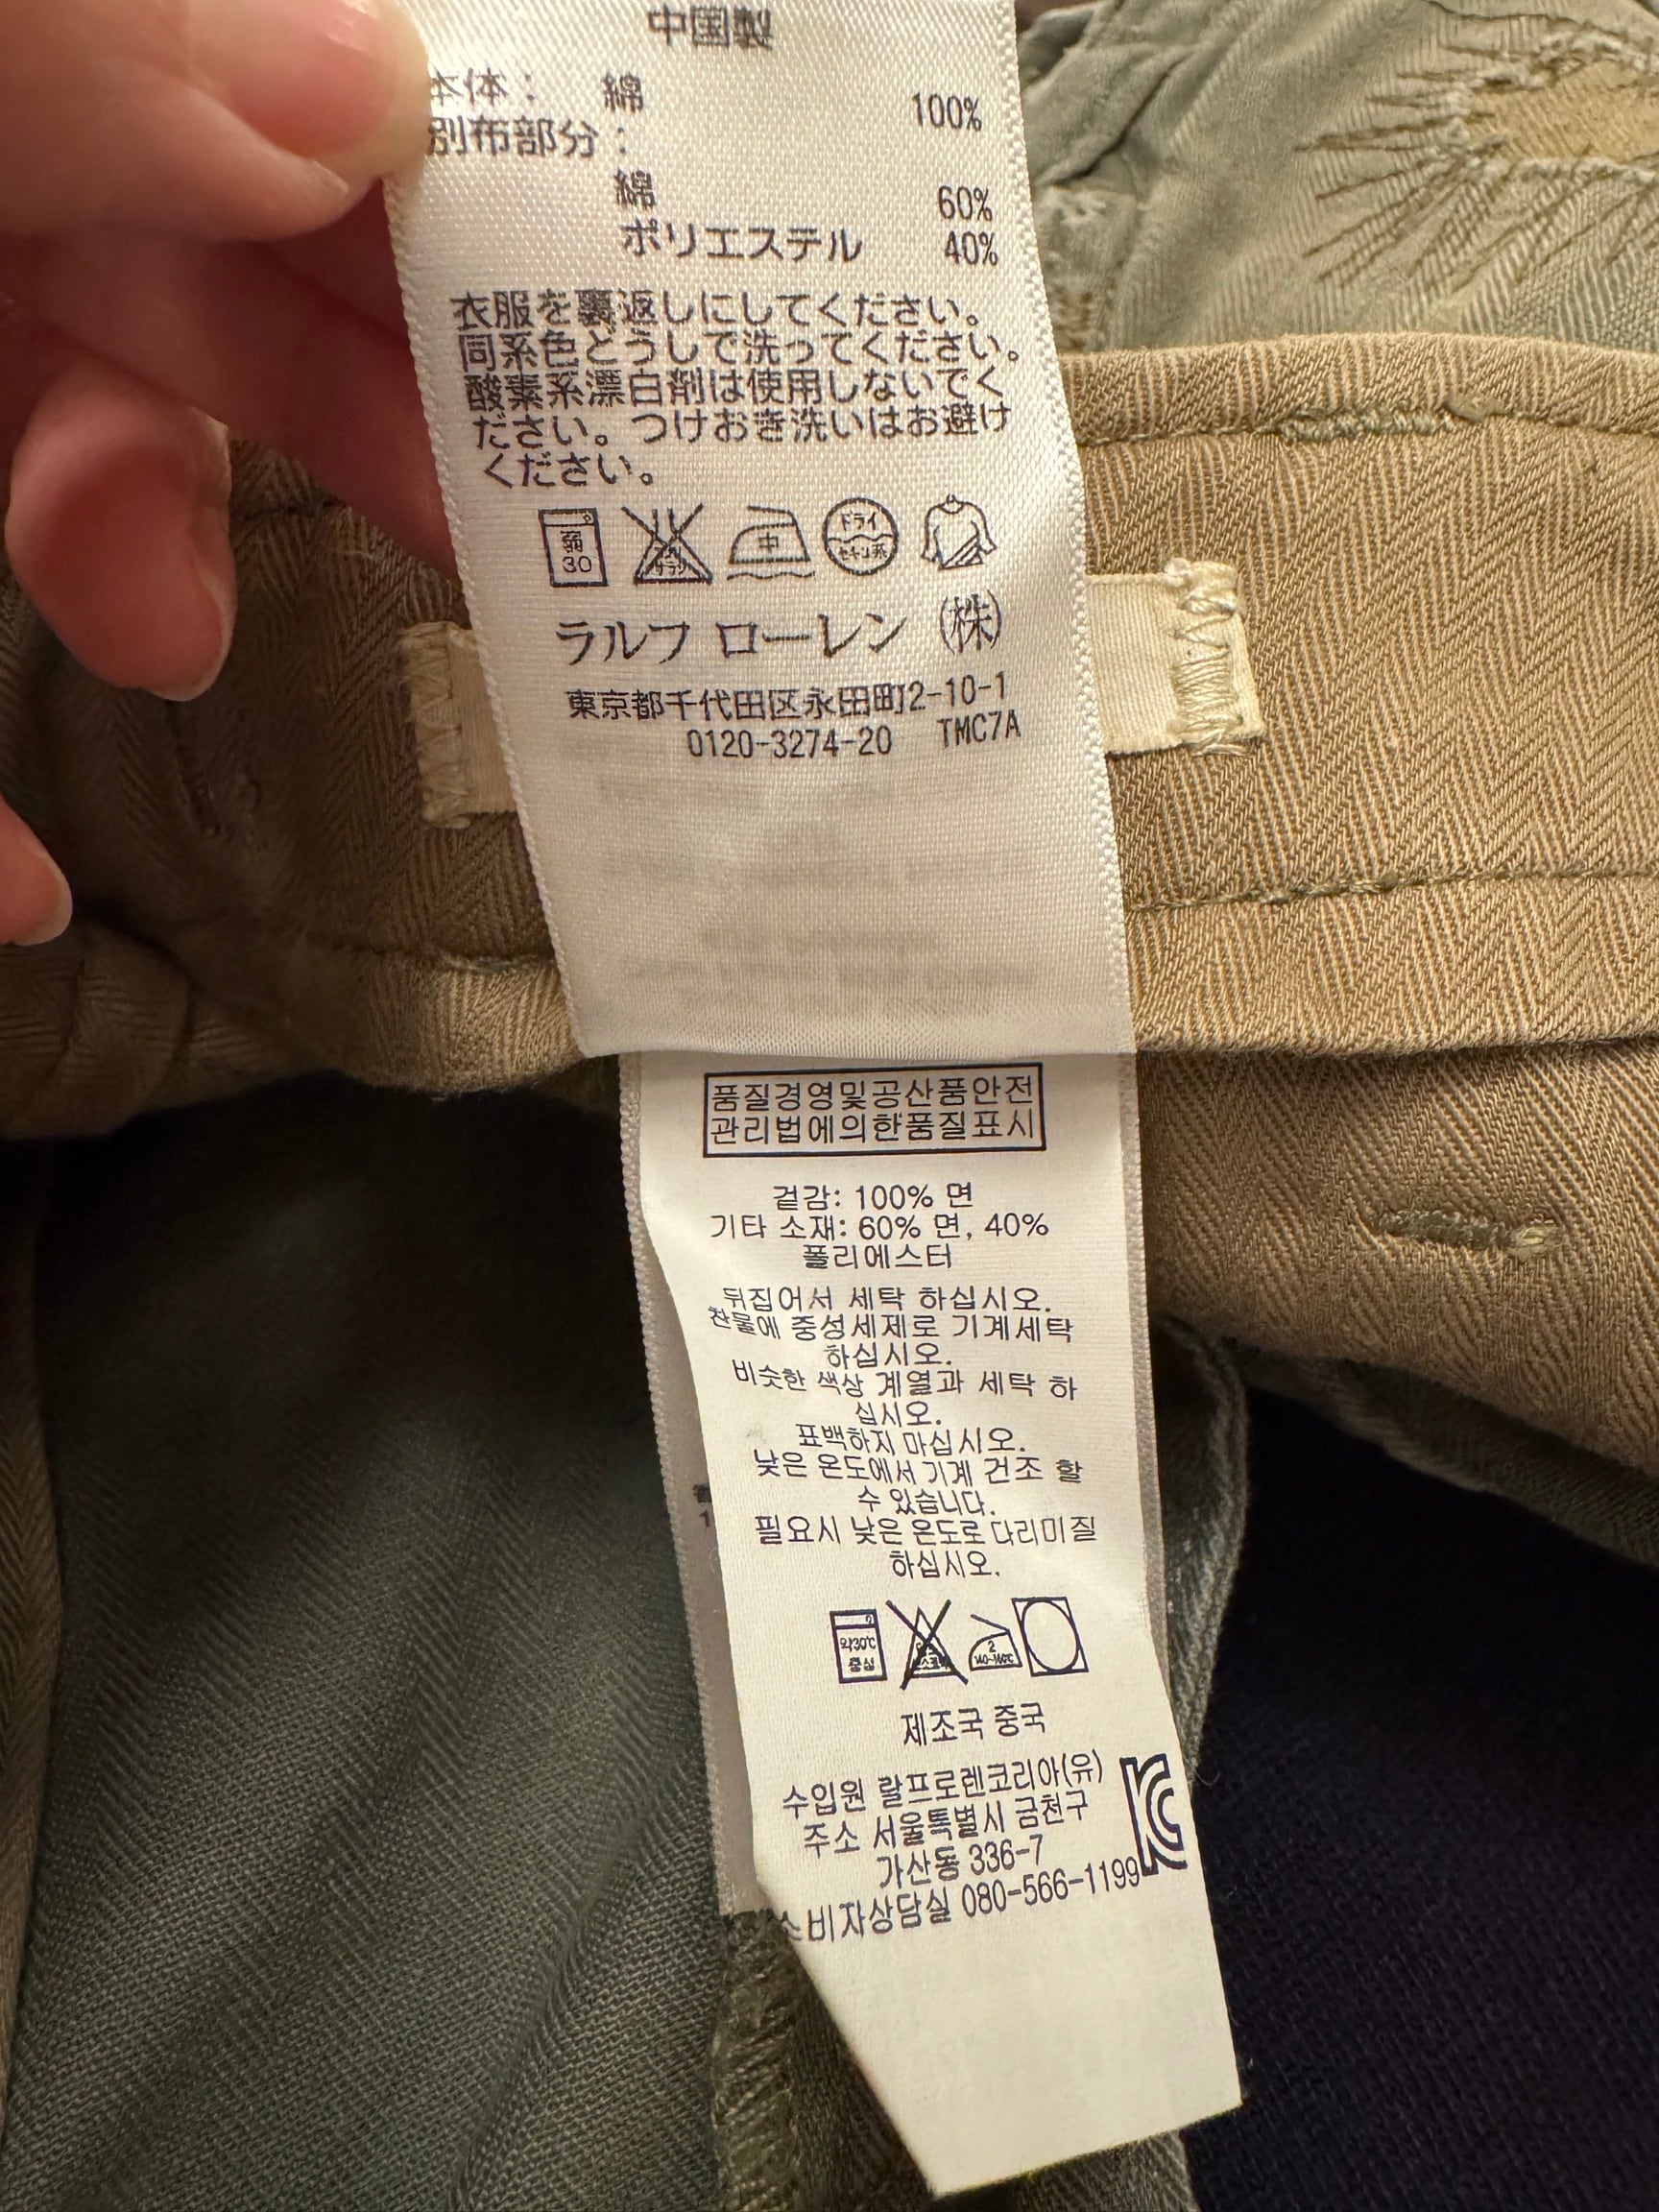 中国製
本体： 綿 100%
別布部分：
綿 60%
ポリエステル 40%
衣服を裏返しにしてください。
同系色どうしで洗ってください。
酸素系漂白剤は使用しないでく
ださい。つけおき洗いはお避け
ください。
弱 30 中 ドライ セキユ系
ラルフ ローレン ㈱
東京都千代田区永田町2-10-1
0120-3274-20 TMC7A
품질경영및공산품안전
관리법에의한품질표시
겉감: 100% 면
기타 소재: 60% 면, 40%
폴리에스터
뒤집어서 세탁 하십시오.
찬물에 중성세제로 기계세탁
하십시오.
비슷한 색상 계열과 세탁 하
십시오.
표백하지 마십시오.
낮은 온도에서 기계 건조 할
수 있습니다.
필요시 낮은 온도로 다리미질
하십시오.
약30℃ 중성 2 140~160℃
제조국 중국
수입원 랄프로렌코리아(유)
주소 서울특별시 금천구
가산동 336-7
소비자상담실 080-566-1199